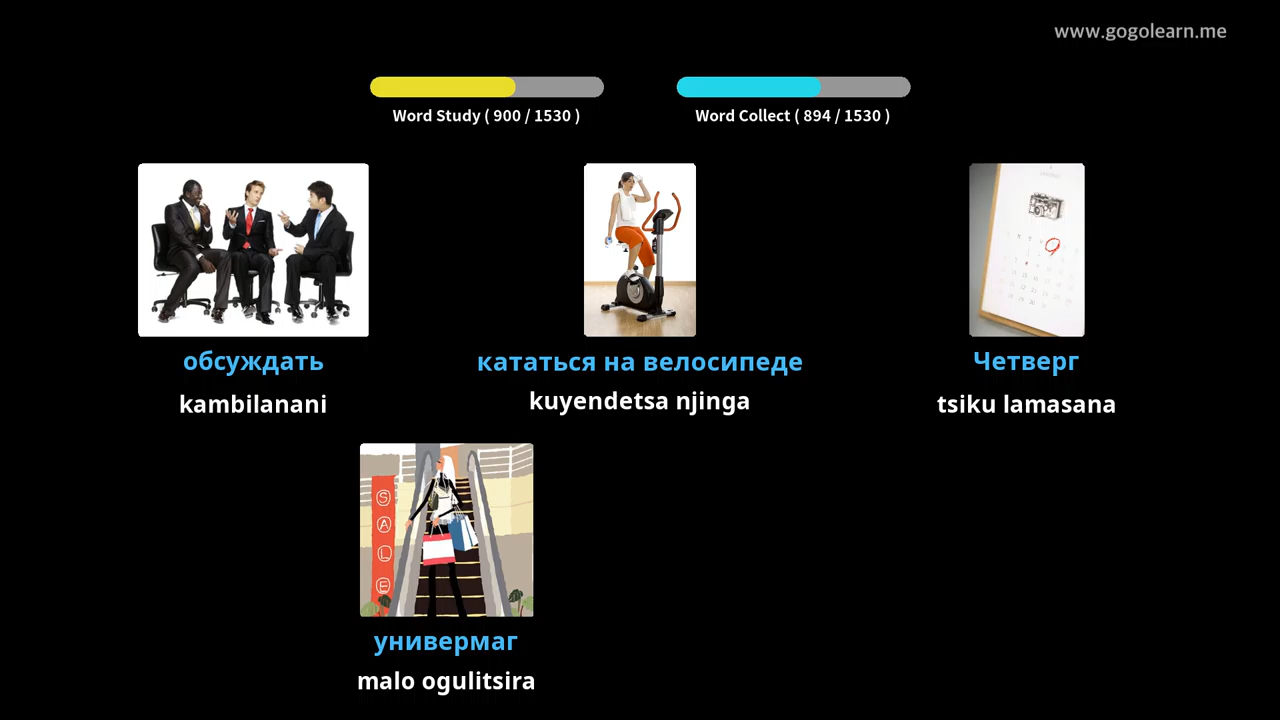 www.gogolearn.me
Word Study ( 900 / 1530 )
Word Collect ( 894 / 1530 )
обсуждать
kambilanani
кататься на велосипеде
kuyendetsa njinga
Четверг
tsiku lamasana
SALE
универмаг
malo ogulitsira